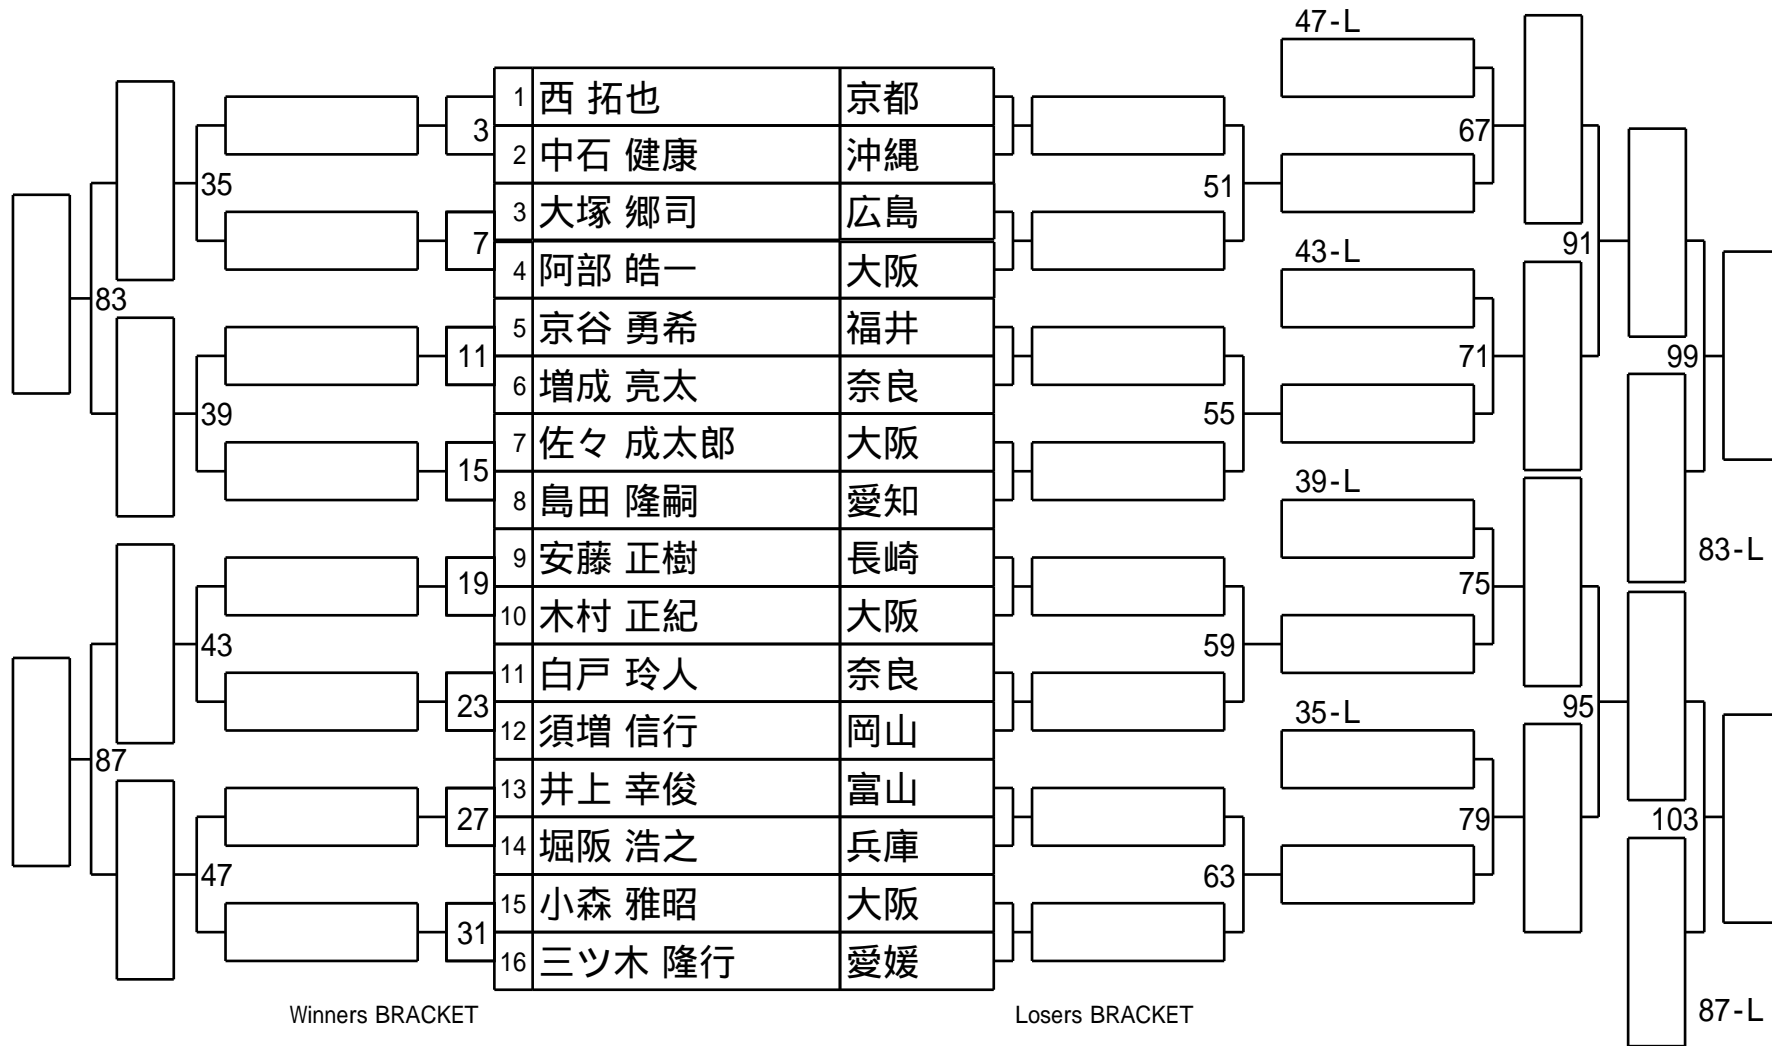 47-L
1 西 拓也 京都
3
67
2 中石 健康 沖縄
35
51
3 大塚 郷司 広島
7
91
4 阿部 皓一 大阪
43-L
83
5 京谷 勇希 福井
11
71
99
6 増成 亮太 奈良
39
55
7 佐々 成太郎 大阪
15
39-L
8 島田 隆嗣 愛知
83-L
9 安藤 正樹 長崎
19
75
10 木村 正紀 大阪
43
59
11 白戸 玲人 奈良
23
95
35-L
12 須増 信行 岡山
87
13 井上 幸俊 富山
27
79
103
14 堀阪 浩之 兵庫
47
63
15 小森 雅昭 大阪
31
16 三ツ木 隆行 愛媛
87-L
Winners BRACKET
Losers BRACKET